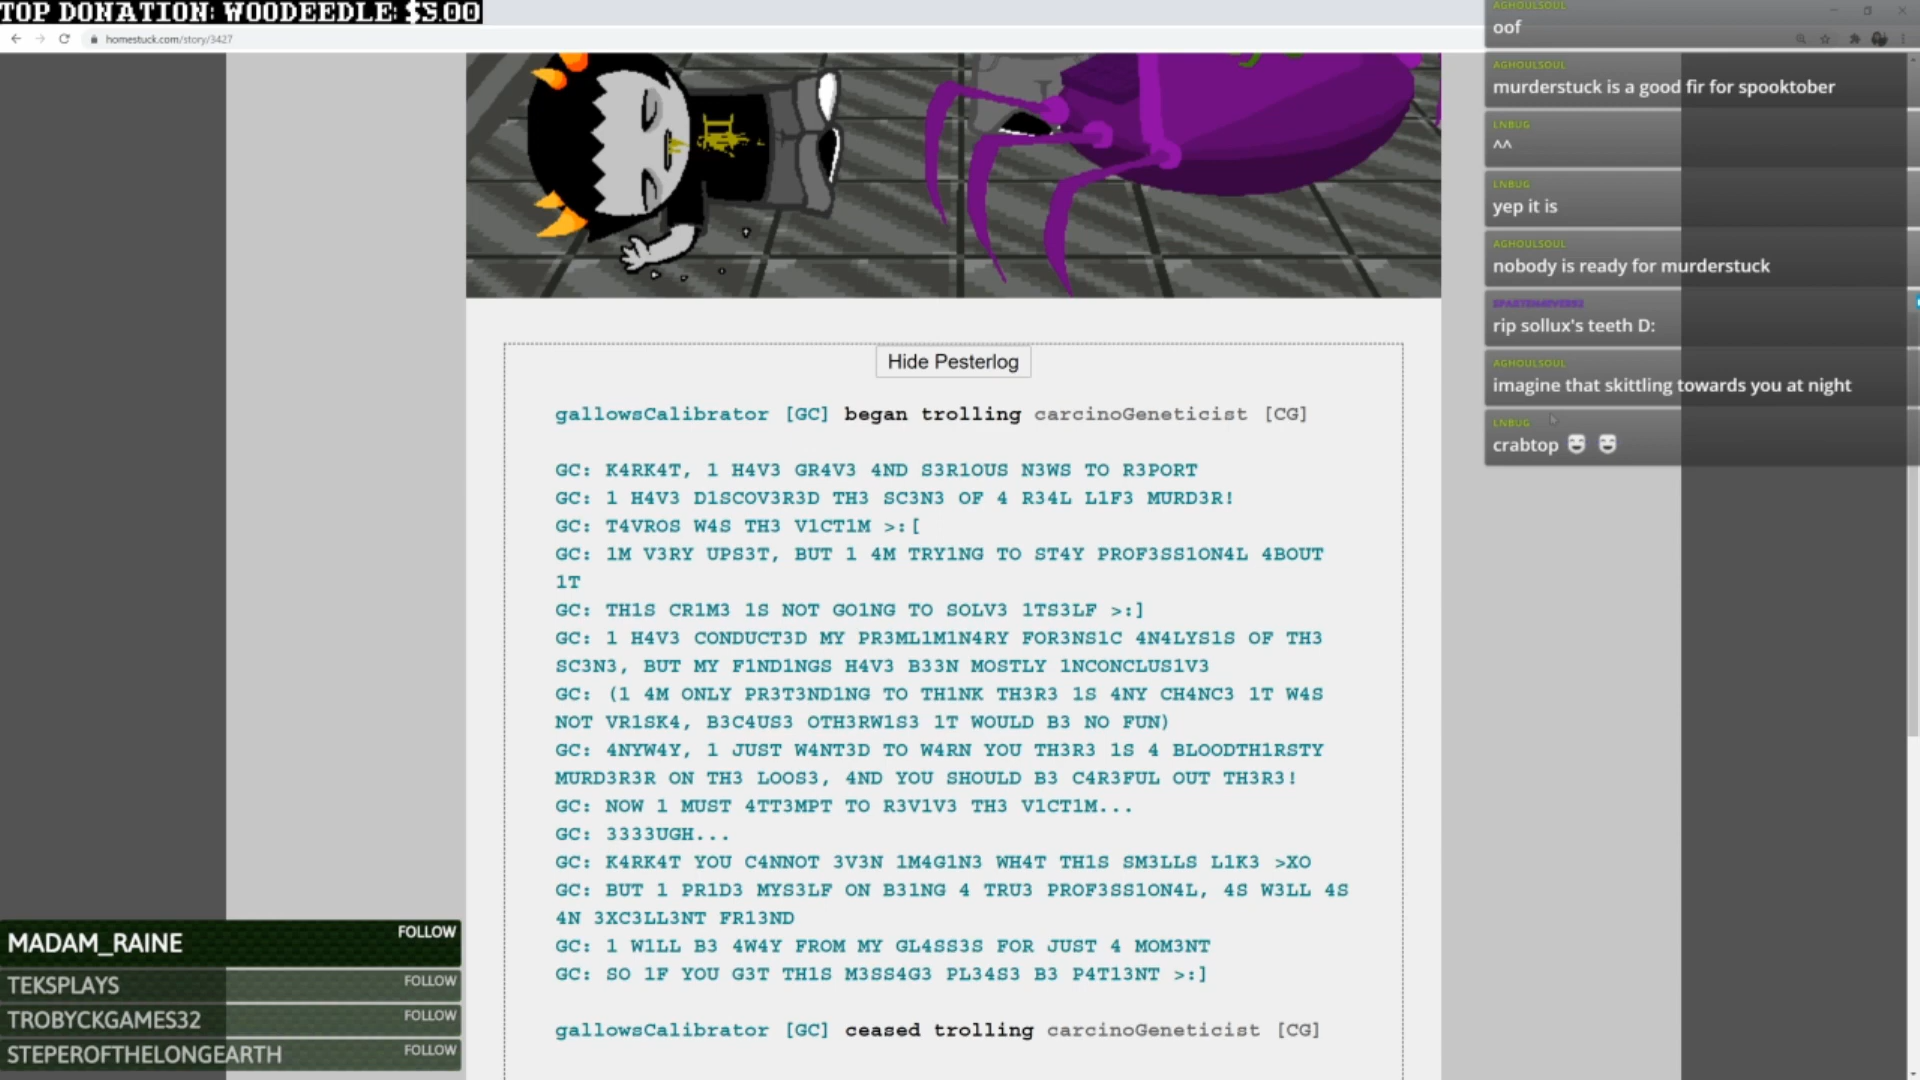 TOP DONATION: WOODEEDLE: $5.00
homestuck.com/story/3427
Hide Pesterlog
gallowsCalibrator [GC] began trolling carcinoGeneticist [CG]
GC: K4RK4T, 1 H4V3 GR4V3 4ND S3R1OUS N3WS TO R3PORT
GC: 1 H4V3 D1SCOV3R3D TH3 SC3N3 OF 4 R34L L1F3 MURD3R!
GC: T4VROS W4S TH3 V1CT1M >:[
GC: 1M V3RY UPS3T, BUT 1 4M TRY1NG TO ST4Y PROF3SS1ON4L 4BOUT
1T
GC: TH1S CR1M3 1S NOT GO1NG TO SOLV3 1TS3LF >:]
GC: 1 H4V3 CONDUCT3D MY PR3ML1M1N4RY FOR3NS1C 4N4LYS1S OF TH3
SC3N3, BUT MY F1ND1NGS H4V3 B33N MOSTLY 1NCONCLUS1V3
GC: (1 4M ONLY PR3T3ND1NG TO TH1NK TH3R3 1S 4NY CH4NC3 1T W4S
NOT VR1SK4, B3C4US3 OTH3RW1S3 1T WOULD B3 NO FUN)
GC: 4NYW4Y, 1 JUST W4NT3D TO W4RN YOU TH3R3 1S 4 BLOODTH1RSTY
MURD3R3R ON TH3 LOOS3, 4ND YOU SHOULD B3 C4R3FUL OUT TH3R3!
GC: NOW 1 MUST 4TT3MPT TO R3V1V3 TH3 V1CT1M...
GC: 3333UGH...
GC: K4RK4T YOU C4NNOT 3V3N 1M4G1N3 WH4T TH1S SM3LLS L1K3 >XO
GC: BUT 1 PR1D3 MYS3LF ON B31NG 4 TRU3 PROF3SS1ON4L, 4S W3LL 4S
4N 3XC3LL3NT FR13ND
GC: 1 W1LL B3 4W4Y FROM MY GL4SS3S FOR JUST 4 MOM3NT
GC: SO 1F YOU G3T TH1S M3SS4G3 PL34S3 B3 P4T13NT >:]
gallowsCalibrator [GC] ceased trolling carcinoGeneticist [CG]
AGHOULSOUL
oof
AGHOULSOUL
murderstuck is a good fir for spooktober
LNBUG
^^
LNBUG
yep it is
AGHOULSOUL
nobody is ready for murderstuck
rip sollux's teeth D:
AGHOULSOUL
imagine that skittling towards you at night
LNBUG
crabtop
MADAM_RAINE FOLLOW
TEKSPLAYS FOLLOW
TROBYCKGAMES32 FOLLOW
STEPEROFTHELONGEARTH FOLLOW